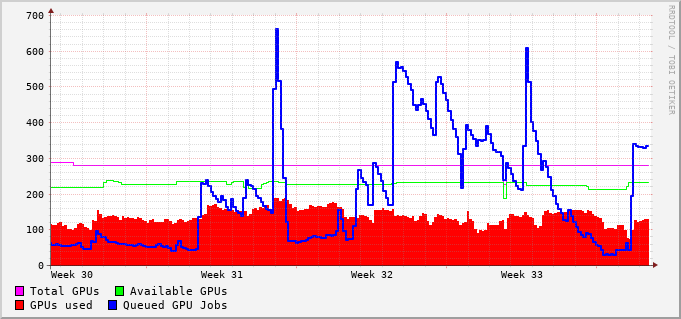 700
600
500
400
300
200
100
0
Week 30 Week 31 Week 32 Week 33
Total GPUs Available GPUs
GPUs used Queued GPU Jobs
RRDTOOL / TOBI OETIKER